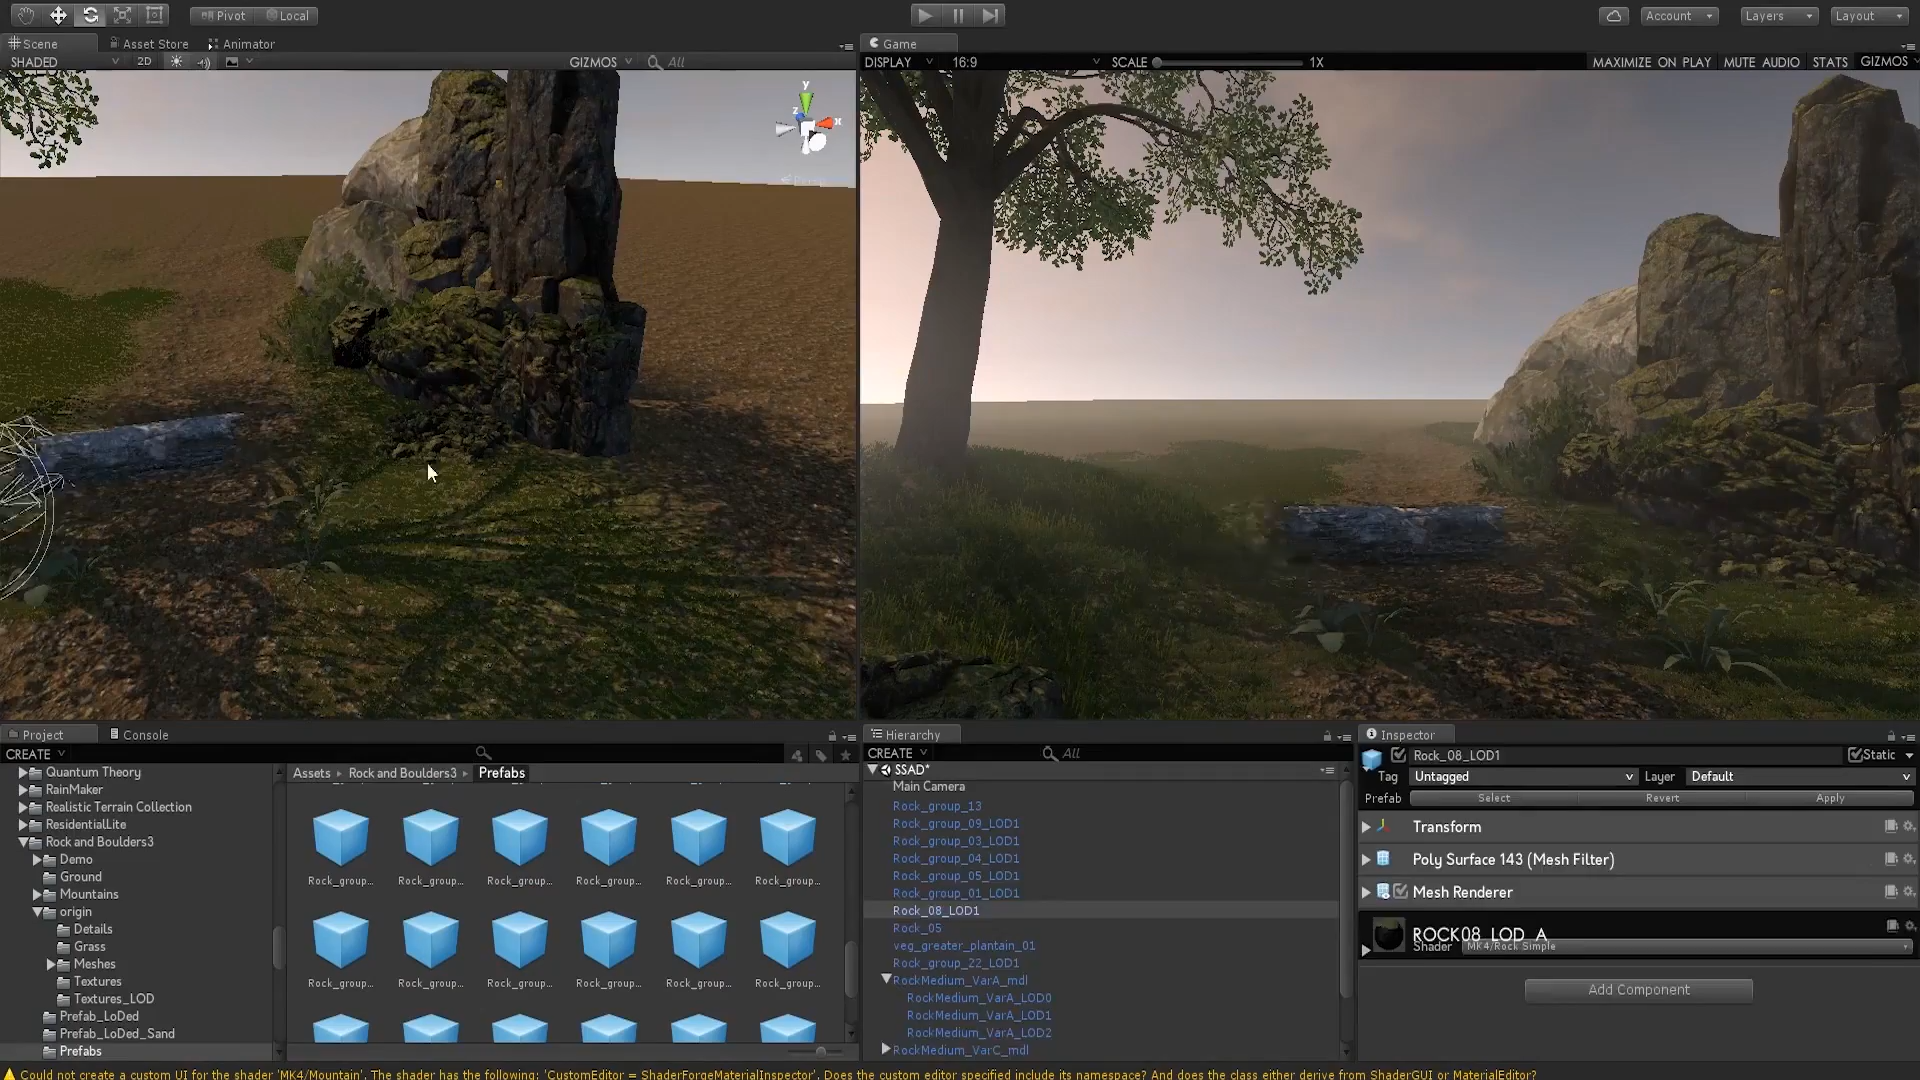 Pivot Local
Account Layers Layout
Scene Asset Store Animator
SHADED 2D GIZMOS All
y
z x
Game
DISPLAY 16:9 SCALE 1X MAXIMIZE ON PLAY MUTE AUDIO STATS GIZMOS
Project Console
CREATE
Quantum Theory
RainMaker
Realistic Terrain Collection
ResidentialLite
Rock and Boulders3
Demo
Ground
Mountains
origin
Details
Grass
Meshes
Textures
Textures_LOD
Prefab_LoDed
Prefab_LoDed_Sand
Prefabs
Assets Rock and Boulders3 Prefabs
Rock_group... Rock_group... Rock_group... Rock_group... Rock_group... Rock_group...
Rock_group... Rock_group... Rock_group... Rock_group... Rock_group... Rock_group...
Hierarchy
CREATE All
SSAD*
Main Camera
Rock_group_13
Rock_group_09_LOD1
Rock_group_03_LOD1
Rock_group_04_LOD1
Rock_group_05_LOD1
Rock_group_01_LOD1
Rock_08_LOD1
Rock_05
veg_greater_plantain_01
Rock_group_22_LOD1
RockMedium_VarA_mdl
RockMedium_VarA_LOD0
RockMedium_VarA_LOD1
RockMedium_VarA_LOD2
RockMedium_VarC_mdl
Inspector
Rock_08_LOD1 Static
Tag Untagged Layer Default
Prefab Select Revert Apply
Transform
Poly Surface 143 (Mesh Filter)
Mesh Renderer
ROCK08_LOD_A
Shader MK4/Rock Simple
Add Component
Could not create a custom UI for the shader 'MK4/Mountain'. The shader has the following: 'CustomEditor = ShaderForgeMaterialInspector'. Does the custom editor specified include its namespace? And does the class either derive from ShaderGUI or MaterialEditor?